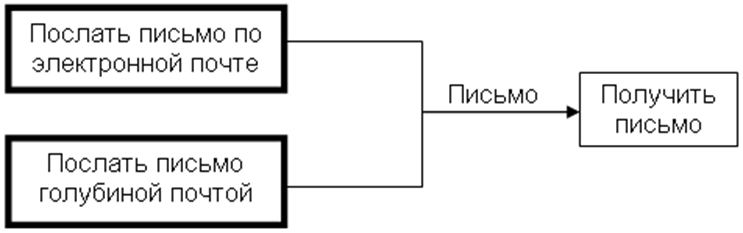 Послать письмо по
электронной почте
Письмо
Получить
письмо
Послать письмо
голубиной почтой